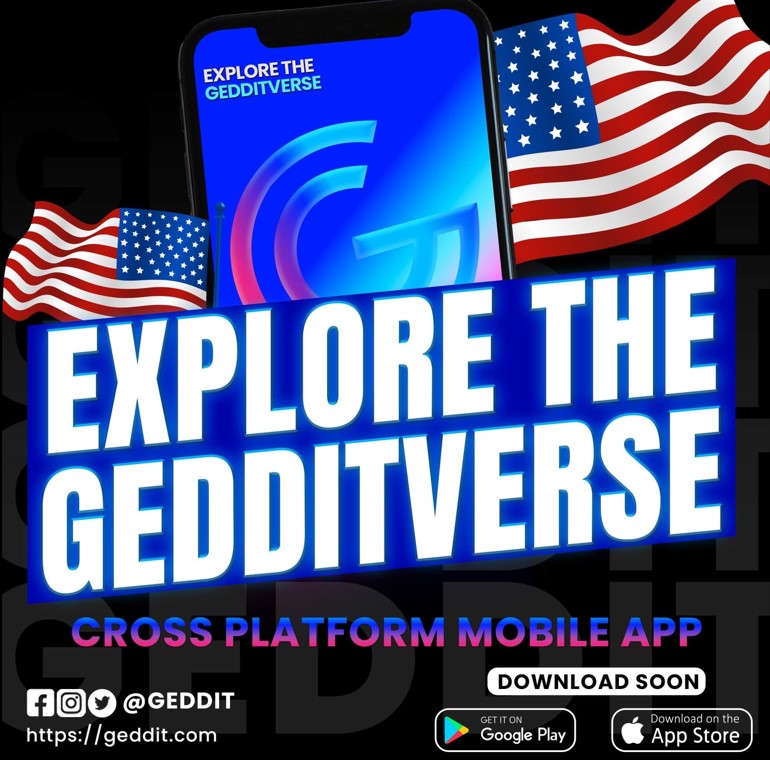 EXPLORE THE
GEDDITVERSE
EXPLORE THE
GEDDITVERSE
CROSS PLATFORM MOBILE APP
DOWNLOAD SOON
@GEDDIT
https://geddit.com
GET IT ON
Google Play
Download on the
App Store